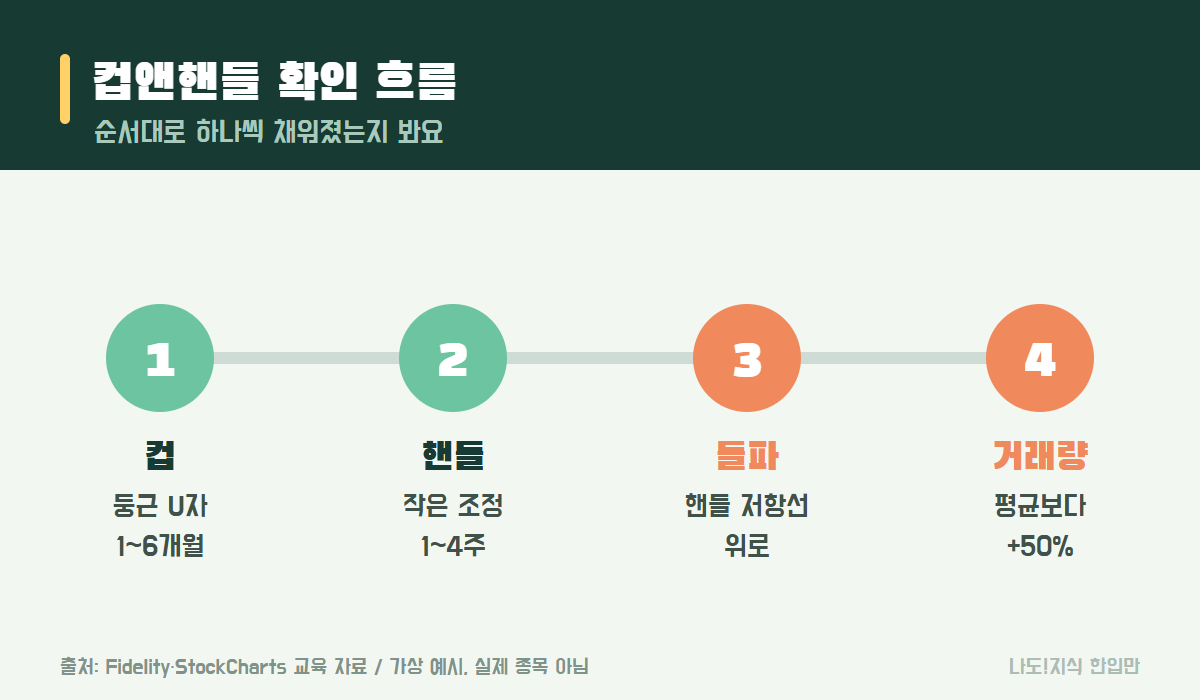 컵앤핸들 확인 흐름
순서대로 하나씩 채워졌는지 봐요
1
2
3
4
컵
핸들
돌파
거래량
둥근 U자
작은 조정
핸들 저항선
평균보다
1~6개월
1~4주
위로
+50%
출처: Fidelity·StockCharts 교육 자료 / 가상 예시, 실제 종목 아님
나도!지식 한입만